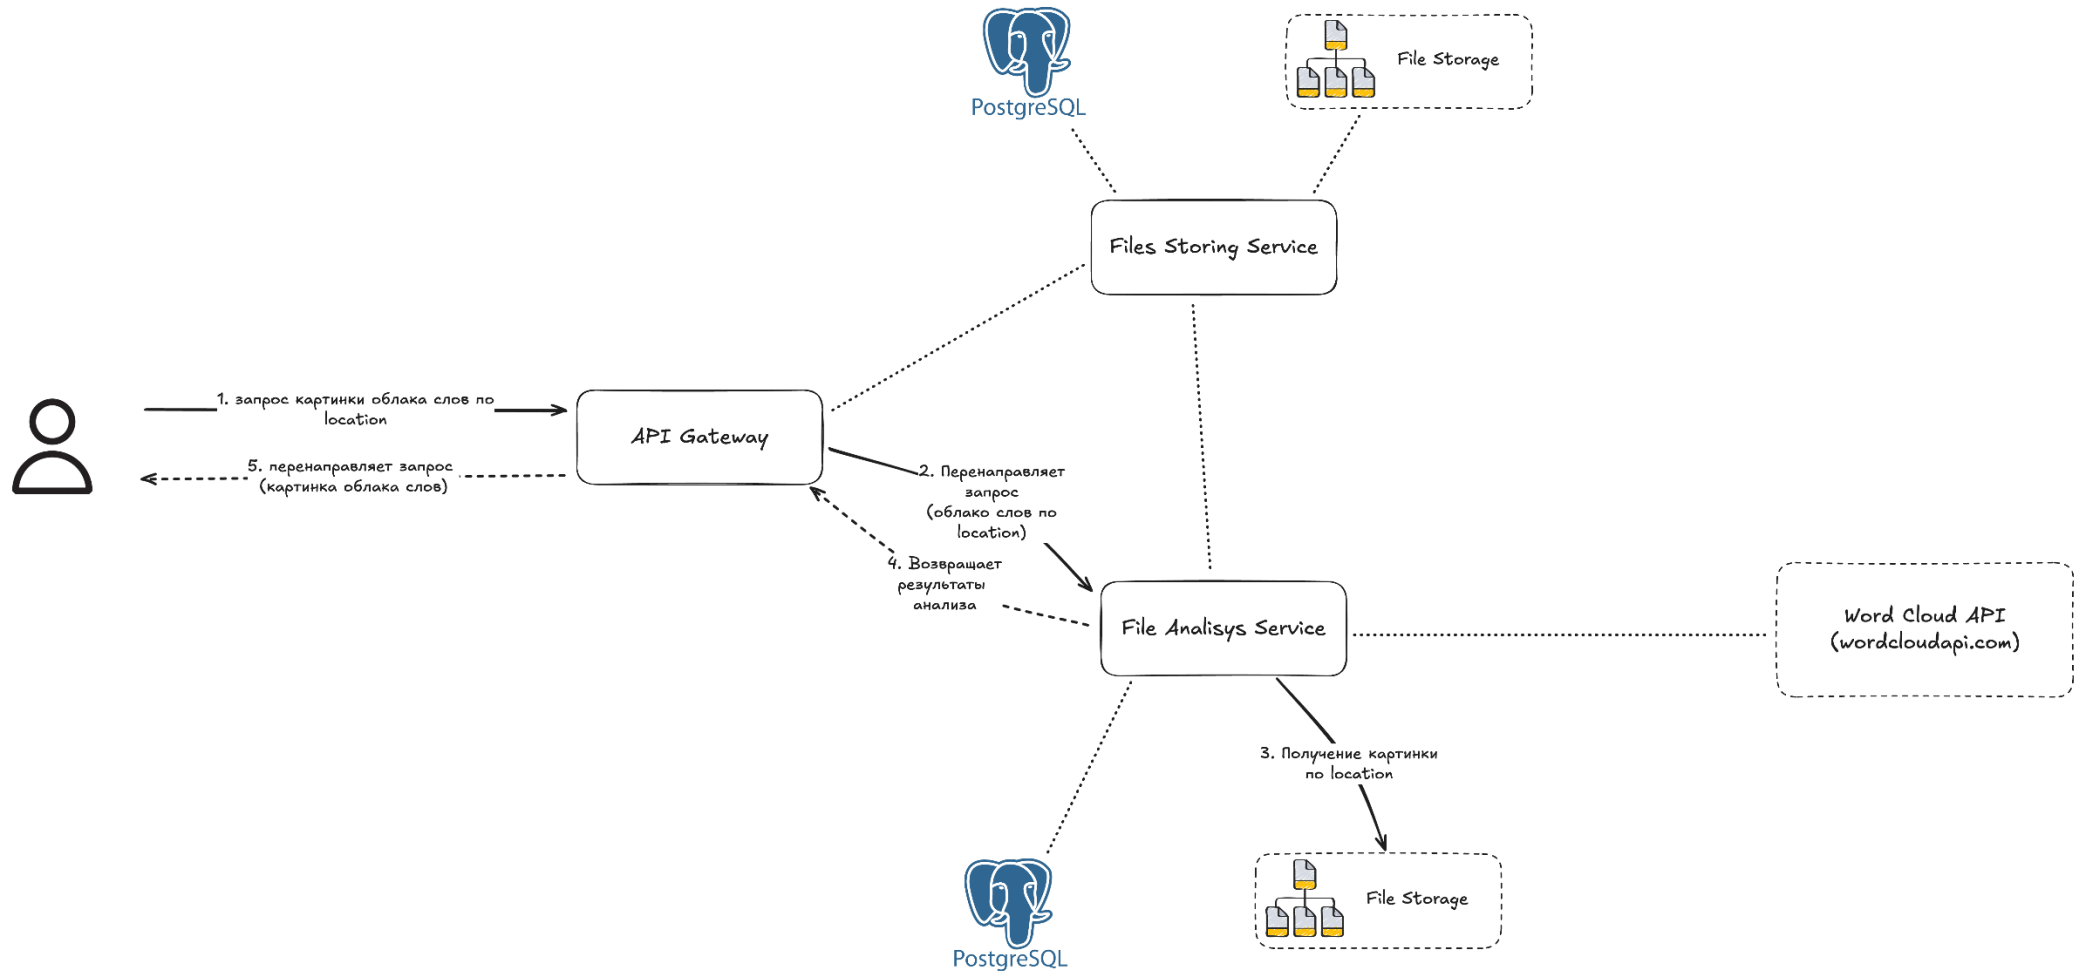 PostgreSQL
File Storage
Files Storing Service
1. запрос картинки облака слов по
location
API Gateway
5. перенаправляет запрос
(картинка облака слов)
2. Перенаправляет
запрос
(облако слов по
location)
4. Возвращает
результаты
анализа
File Analisys Service
Word Cloud API
(wordcloudapi.com)
3. Получение картинки
по location
File Storage
PostgreSQL